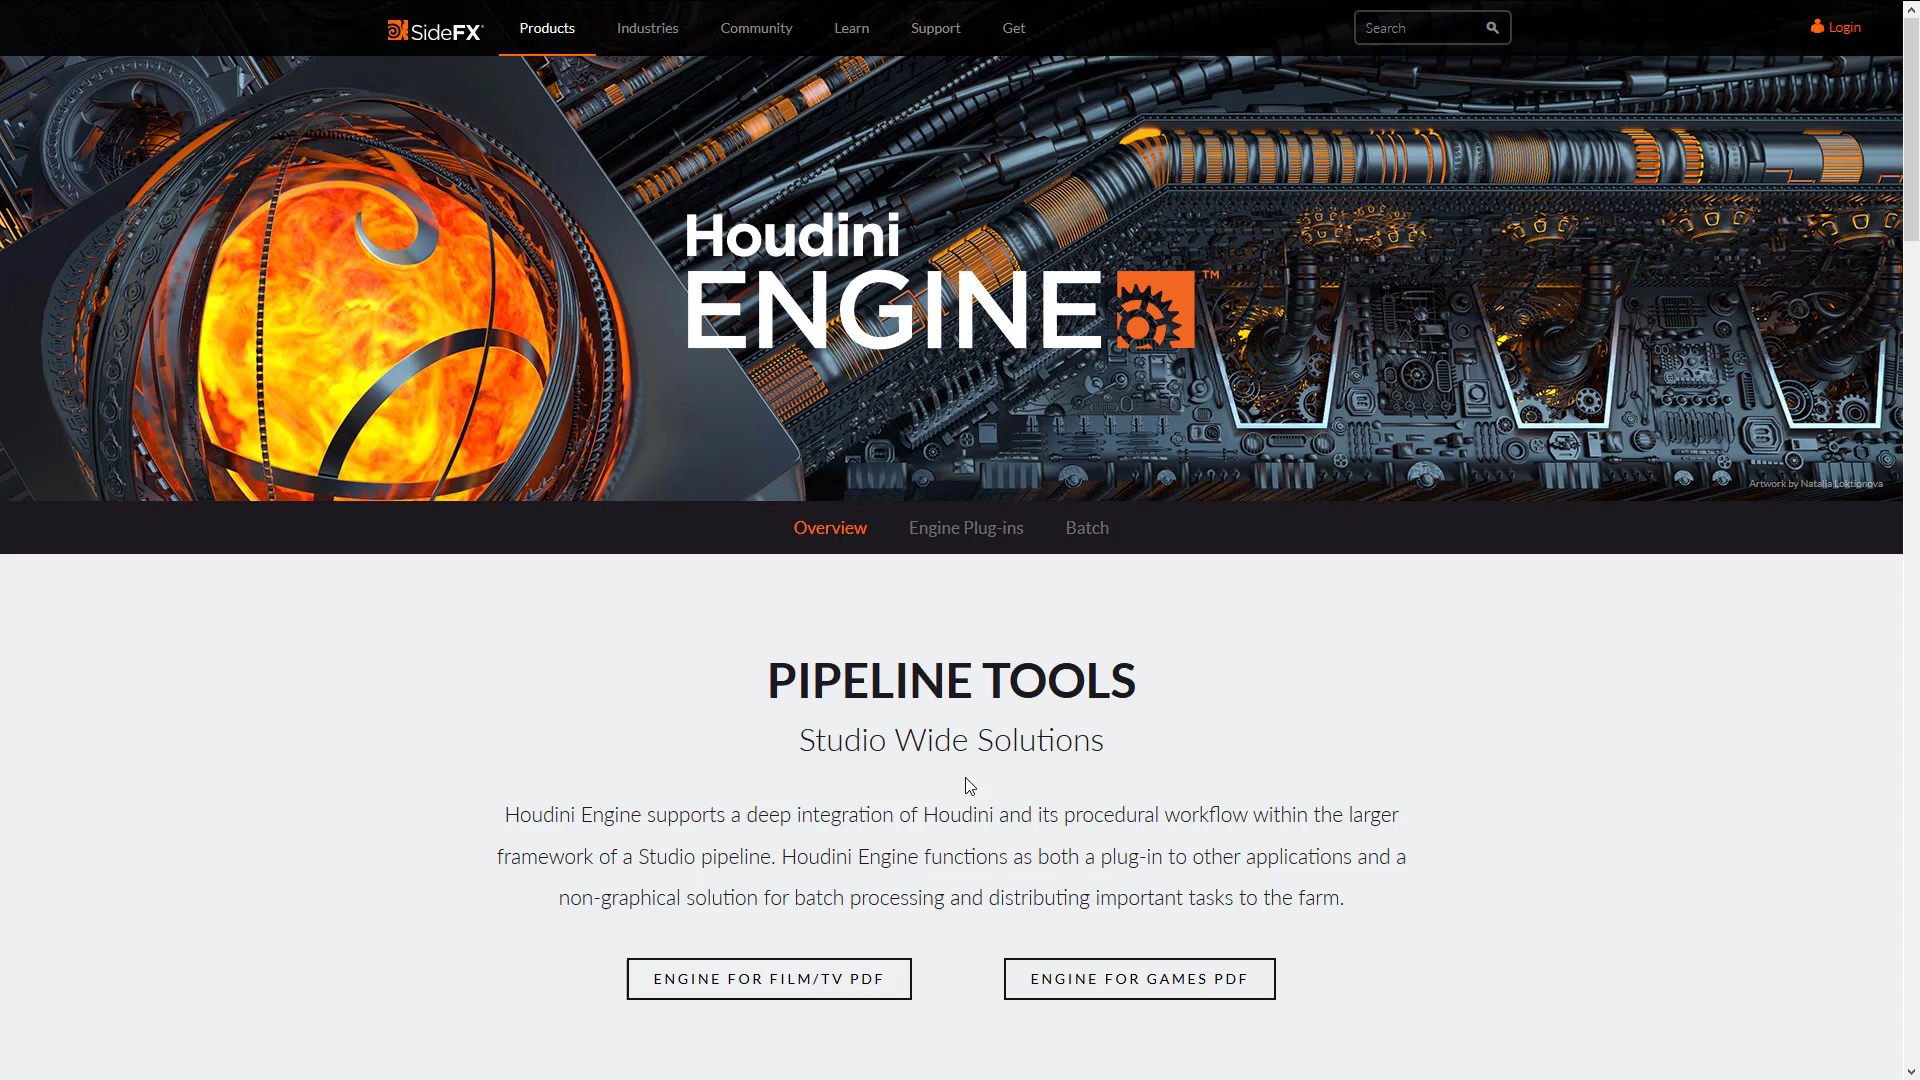 SideFX Products Industries Community Learn Support Get Search Login
Houdini
ENGINE™
Artwork by Natalia Loktionova
Overview Engine Plug-ins Batch
PIPELINE TOOLS
Studio Wide Solutions
Houdini Engine supports a deep integration of Houdini and its procedural workflow within the larger
framework of a Studio pipeline. Houdini Engine functions as both a plug-in to other applications and a
non-graphical solution for batch processing and distributing important tasks to the farm.
ENGINE FOR FILM/TV PDF ENGINE FOR GAMES PDF